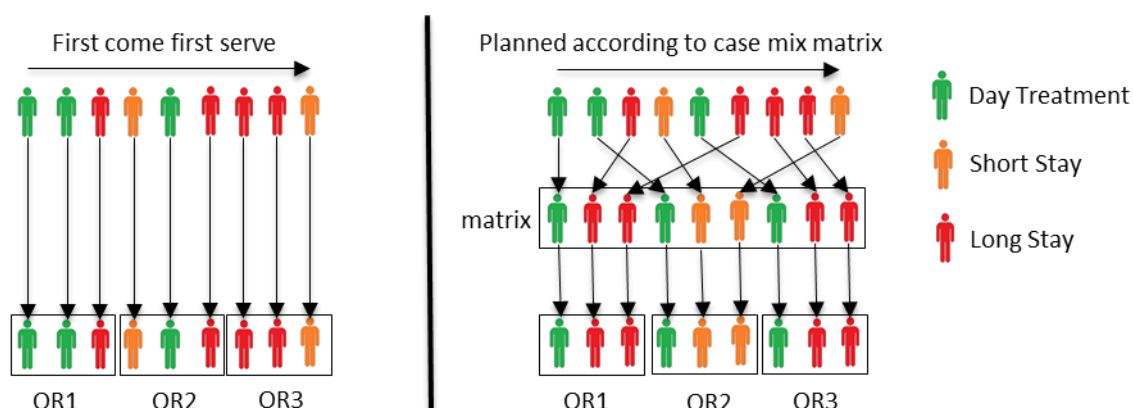 First come first serve
Planned according to case mix matrix
Day Treatment
Short Stay
matrix
Long Stay
OR1
OR2
OR3
OR1
OR2
OR3